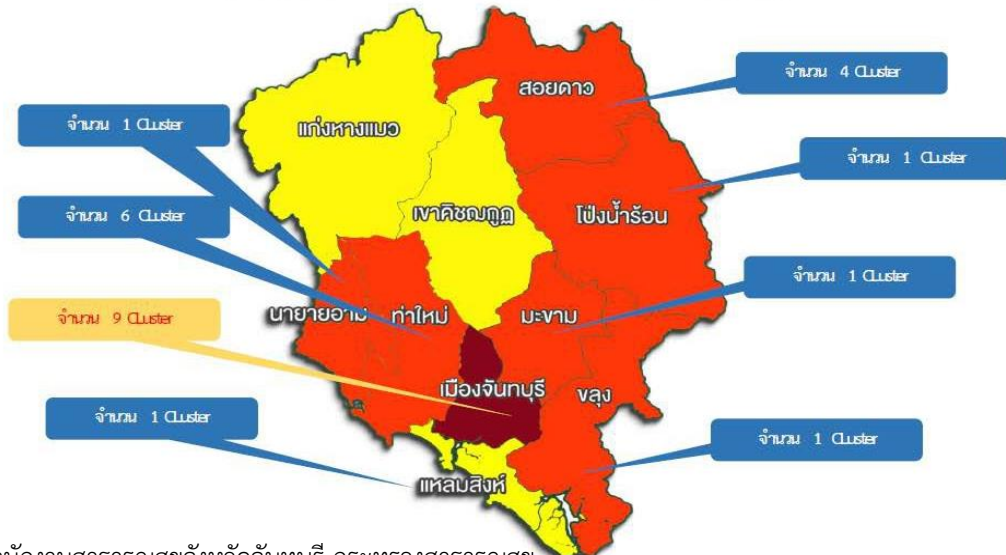 สอยดาว
จำนวน 4 Cluster
จำนวน 1 Cluster
แก่งหางแมว
จำนวน 1 Cluster
จำนวน 6 Cluster
เขาคิชฌกูฏ
โป่งน้ำร้อน
จำนวน 1 Cluster
จำนวน 9 Cluster
นายายอาม
ท่าใหม่
มะขาม
เมืองจันทบุรี
ขลุง
จำนวน 1 Cluster
จำนวน 1 Cluster
แหลมสิงห์